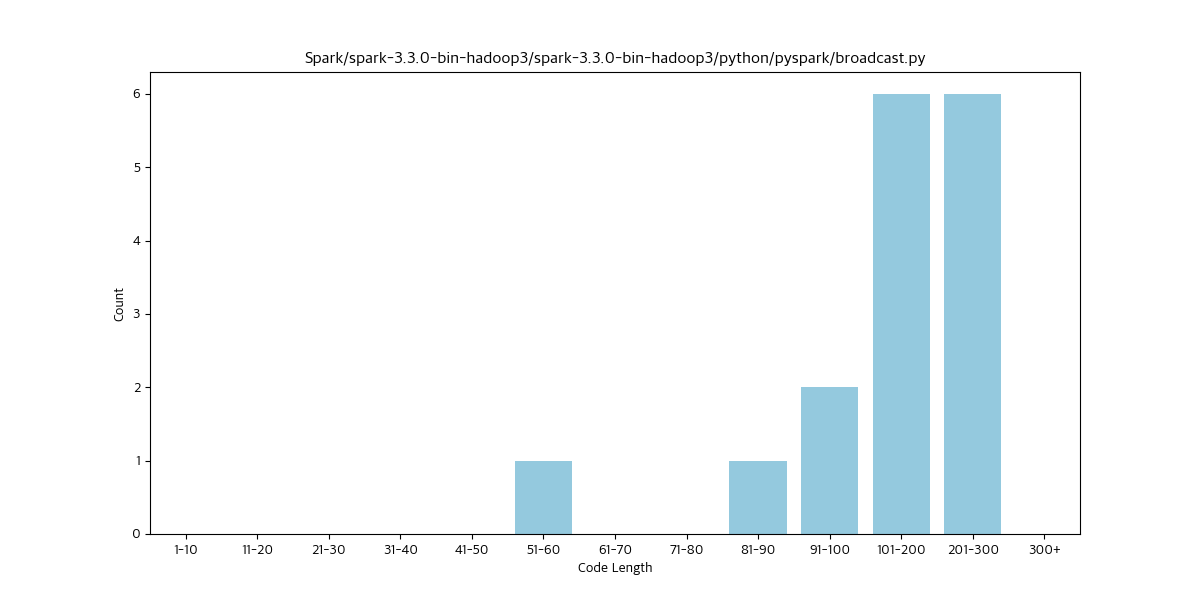 Spark/spark-3.3.0-bin-hadoop3/spark-3.3.0-bin-hadoop3/python/pyspark/broadcast.py
6
5
4
3
2
1
0
Count
1-10 11-20 21-30 31-40 41-50 51-60 61-70 71-80 81-90 91-100 101-200 201-300 300+
Code Length